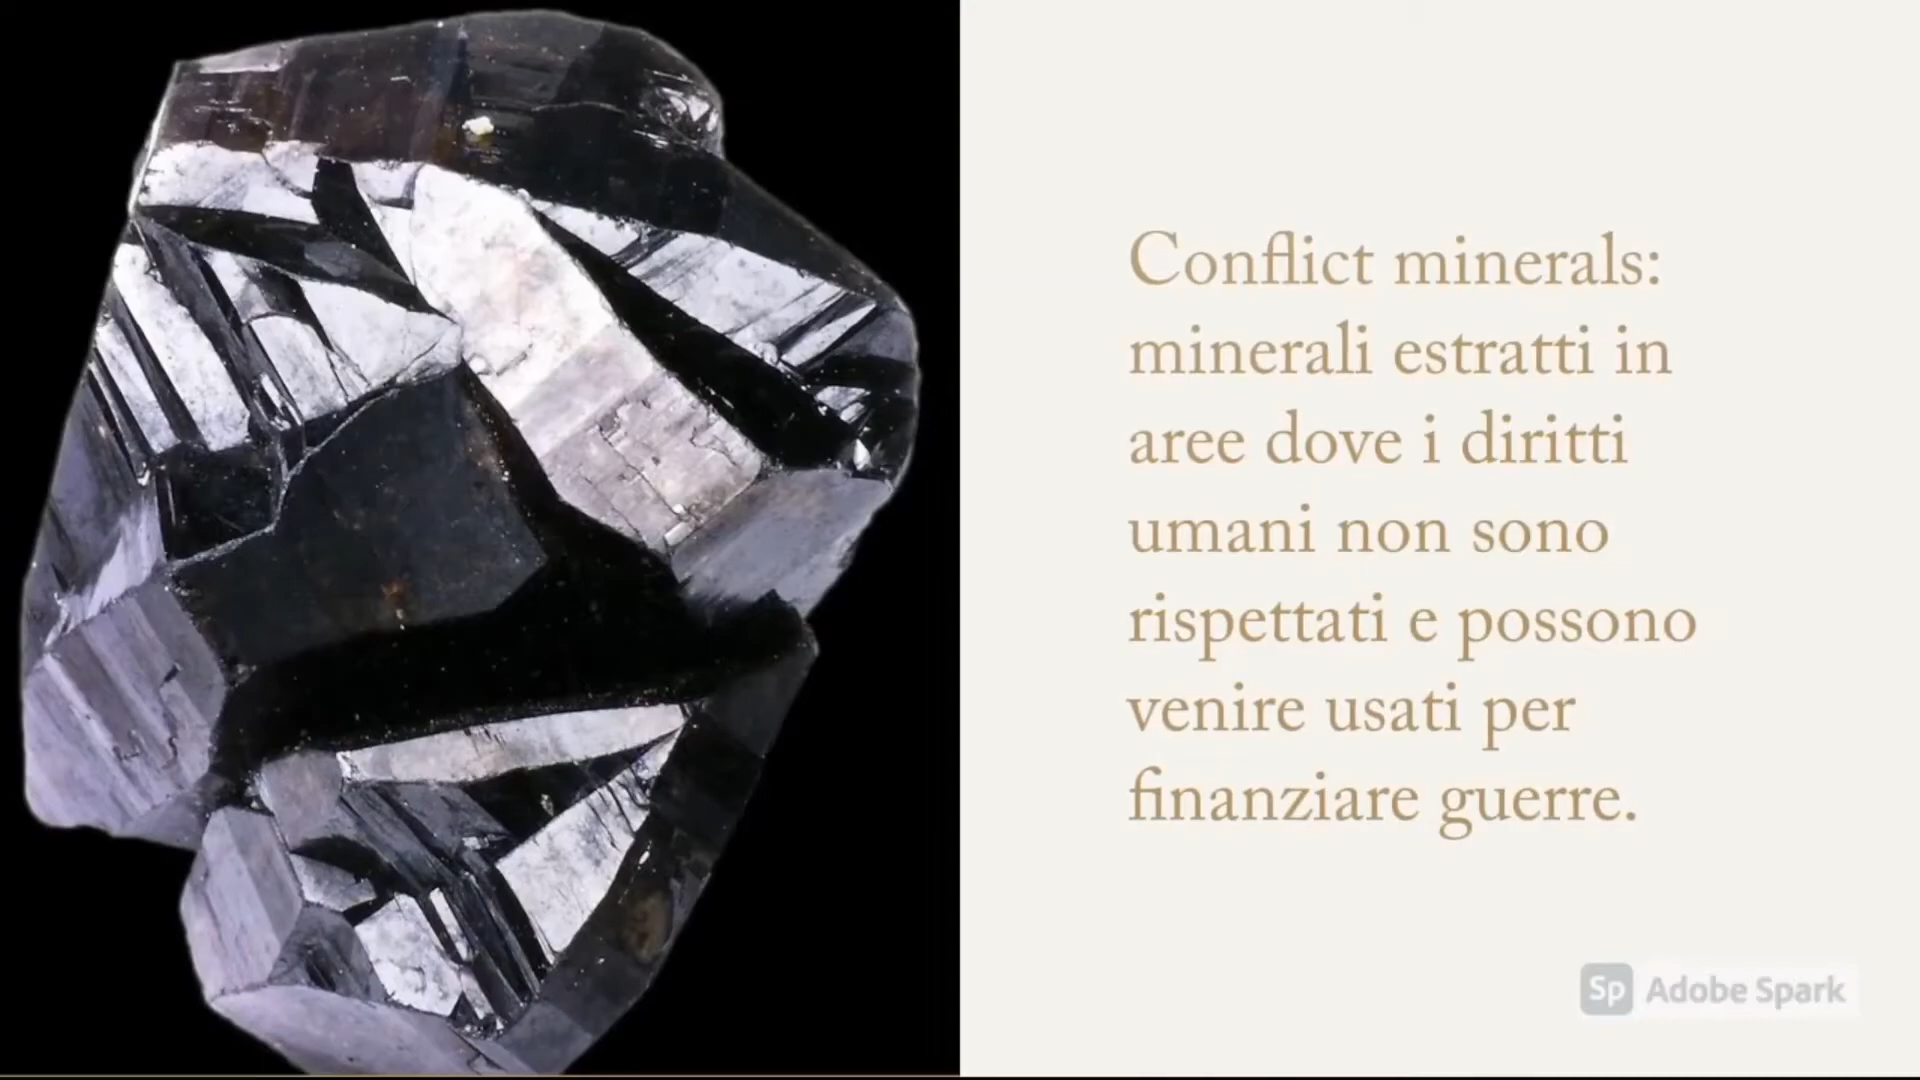 Conflict minerals:
minerali estratti in
aree dove i diritti
umani non sono
rispettati e possono
venire usati per
finanziare guerre.
Sp Adobe Spark